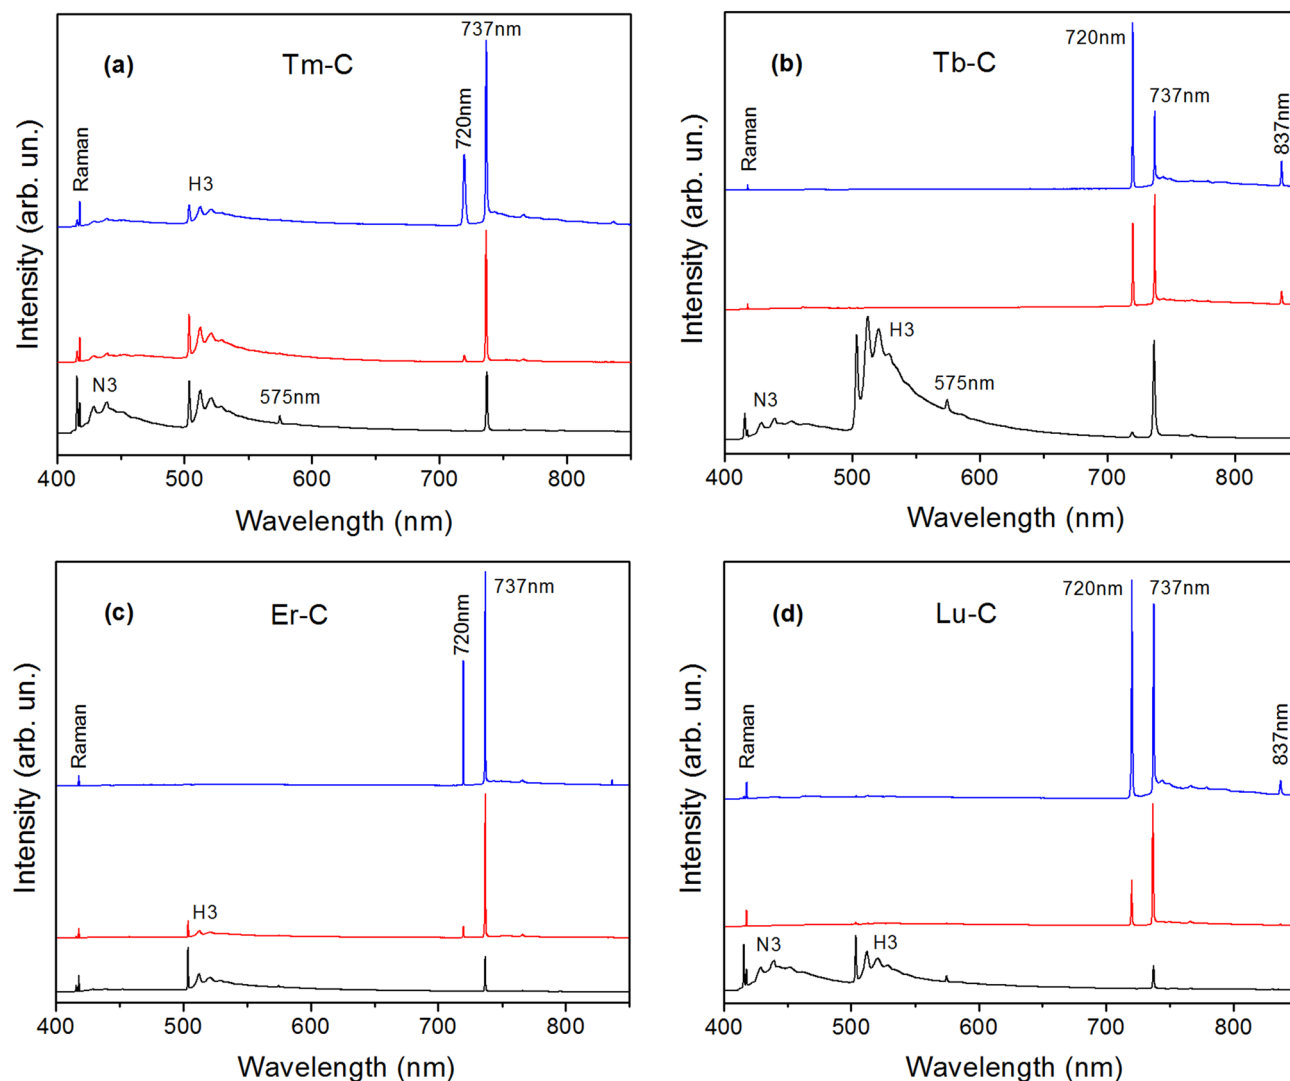 (a)
Tm-C
737nm
720nm
Raman
H3
N3
575nm
Intensity (arb. un.)
400
500
600
700
800
Wavelength (nm)
(b)
Tb-C
720nm
737nm
837nm
Raman
H3
N3
575nm
Intensity (arb. un.)
400
500
600
700
800
Wavelength (nm)
(c)
Er-C
737nm
720nm
Raman
H3
Intensity (arb. un.)
400
500
600
700
800
Wavelength (nm)
(d)
Lu-C
720nm
737nm
837nm
Raman
N3
H3
Intensity (arb. un.)
400
500
600
700
800
Wavelength (nm)